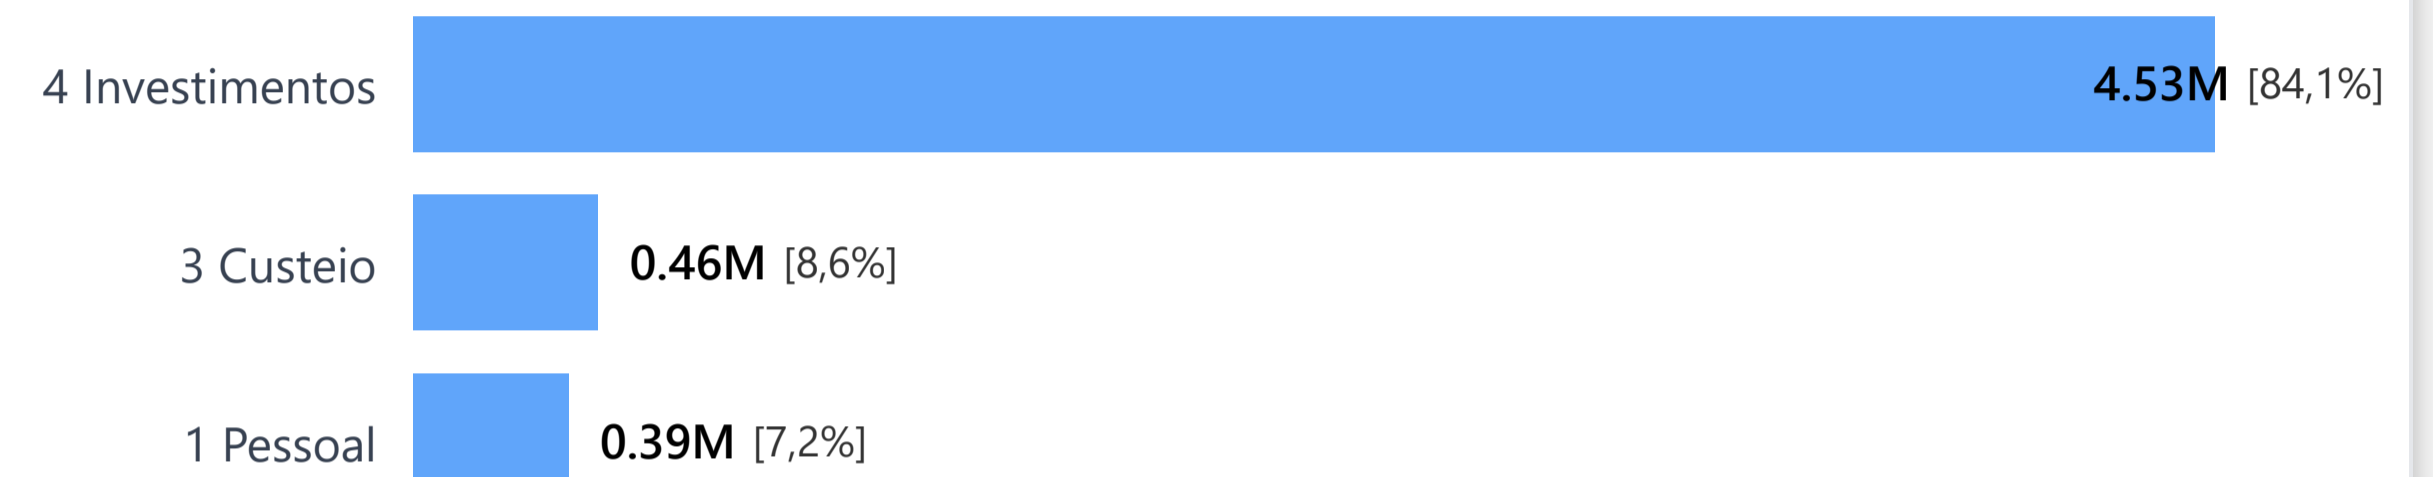 4 Investimentos 4.53M [84,1%]
3 Custeio 0.46M [8,6%]
1 Pessoal 0.39M [7,2%]